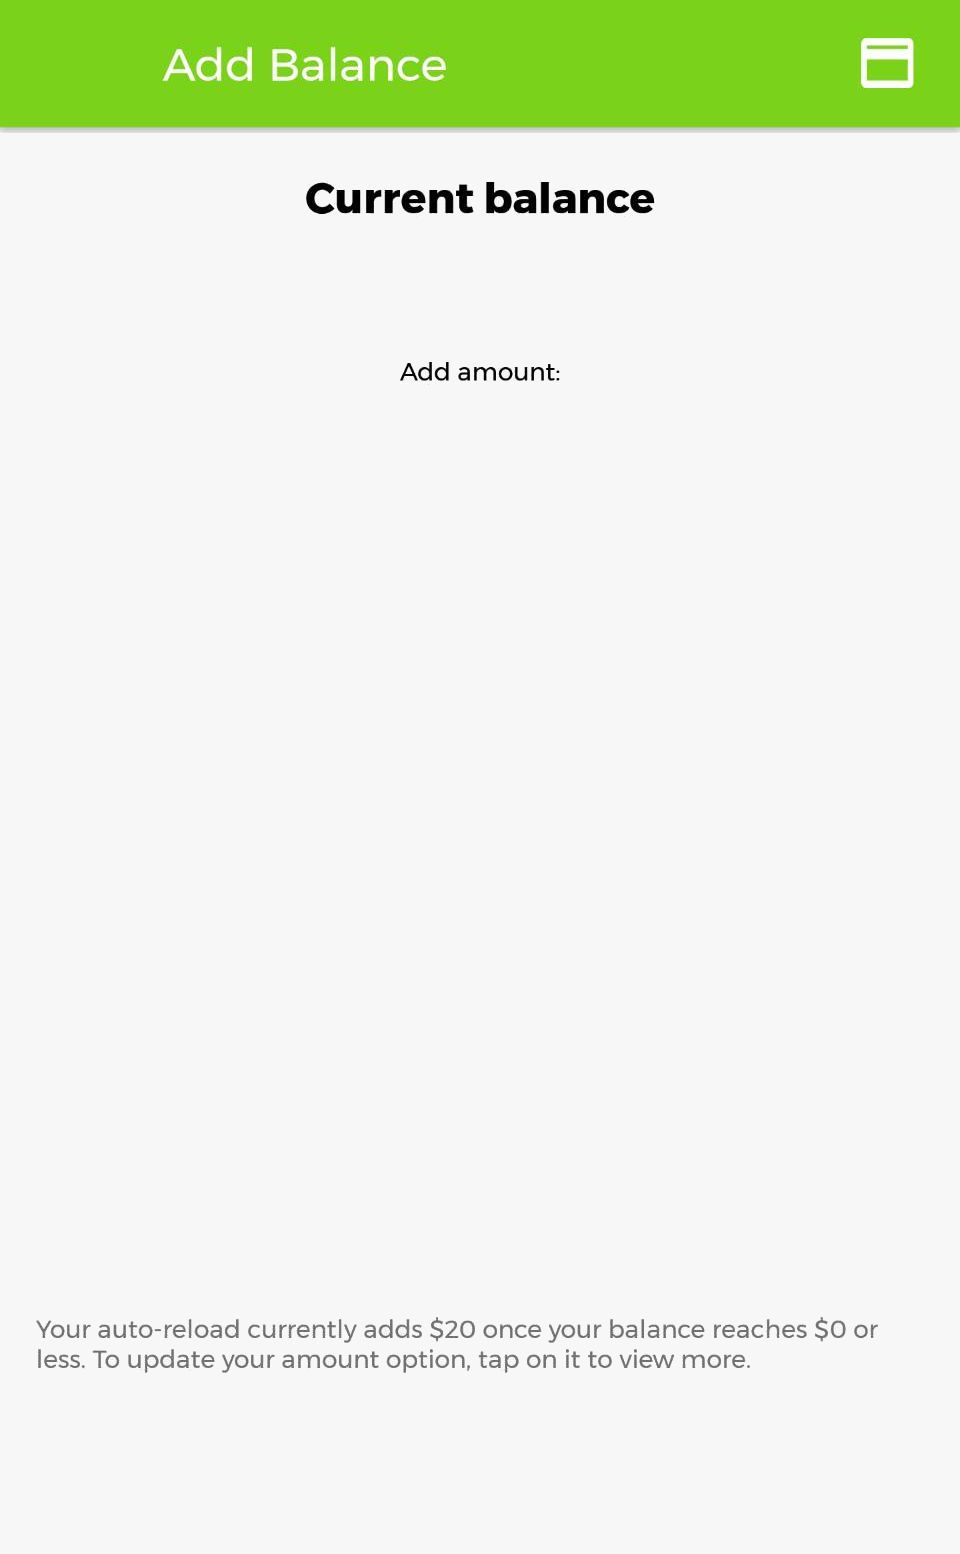 Add Balance
Current balance
Add amount:
Your auto-reload currently adds $20 once your balance reaches $0 or
less. To update your amount option, tap on it to view more.